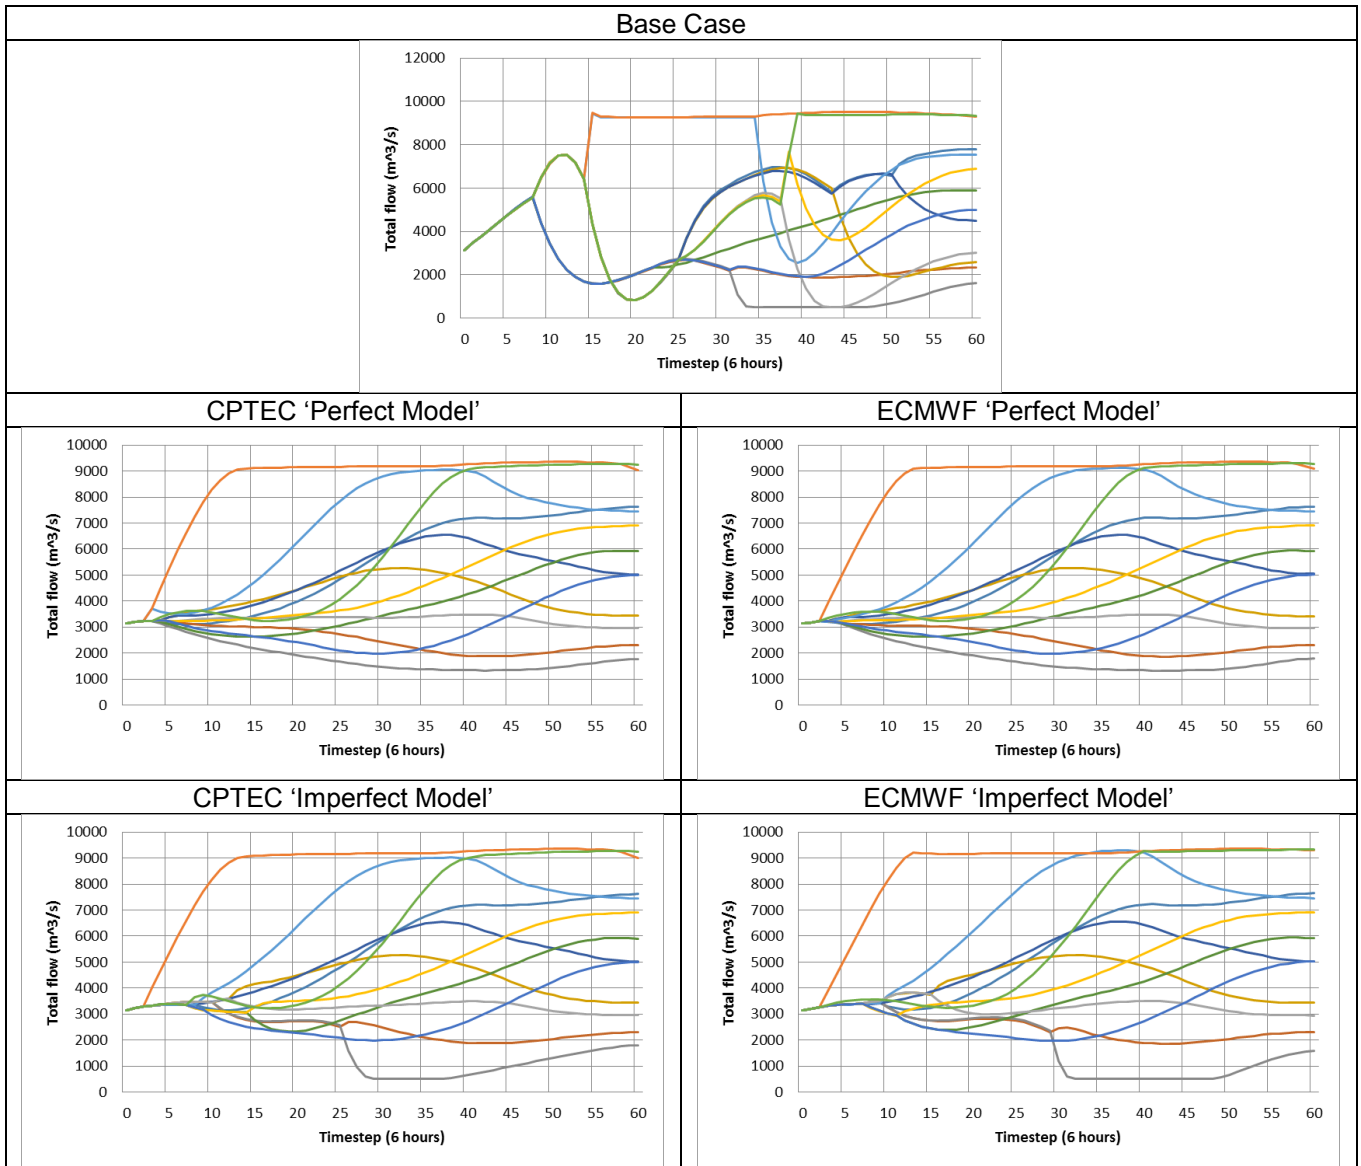 Base Case
12000
10000
8000
6000
4000
2000
0
Total flow (m^3/s)
0 5 10 15 20 25 30 35 40 45 50 55 60
Timestep (6 hours)
CPTEC ‘Perfect Model’
10000
9000
8000
7000
6000
5000
4000
3000
2000
1000
0
Total flow (m^3/s)
0 5 10 15 20 25 30 35 40 45 50 55 60
Timestep (6 hours)
ECMWF ‘Perfect Model’
10000
9000
8000
7000
6000
5000
4000
3000
2000
1000
0
Total flow (m^3/s)
0 5 10 15 20 25 30 35 40 45 50 55 60
Timestep (6 hours)
CPTEC ‘Imperfect Model’
10000
9000
8000
7000
6000
5000
4000
3000
2000
1000
0
Total flow (m^3/s)
0 5 10 15 20 25 30 35 40 45 50 55 60
Timestep (6 hours)
ECMWF ‘Imperfect Model’
10000
9000
8000
7000
6000
5000
4000
3000
2000
1000
0
Total flow (m^3/s)
0 5 10 15 20 25 30 35 40 45 50 55 60
Timestep (6 hours)